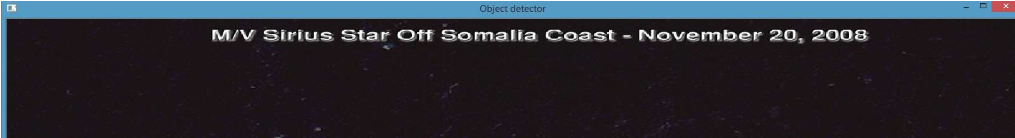 Object detector
M/V Sirius Star Off Somalia Coast - November 20, 2008